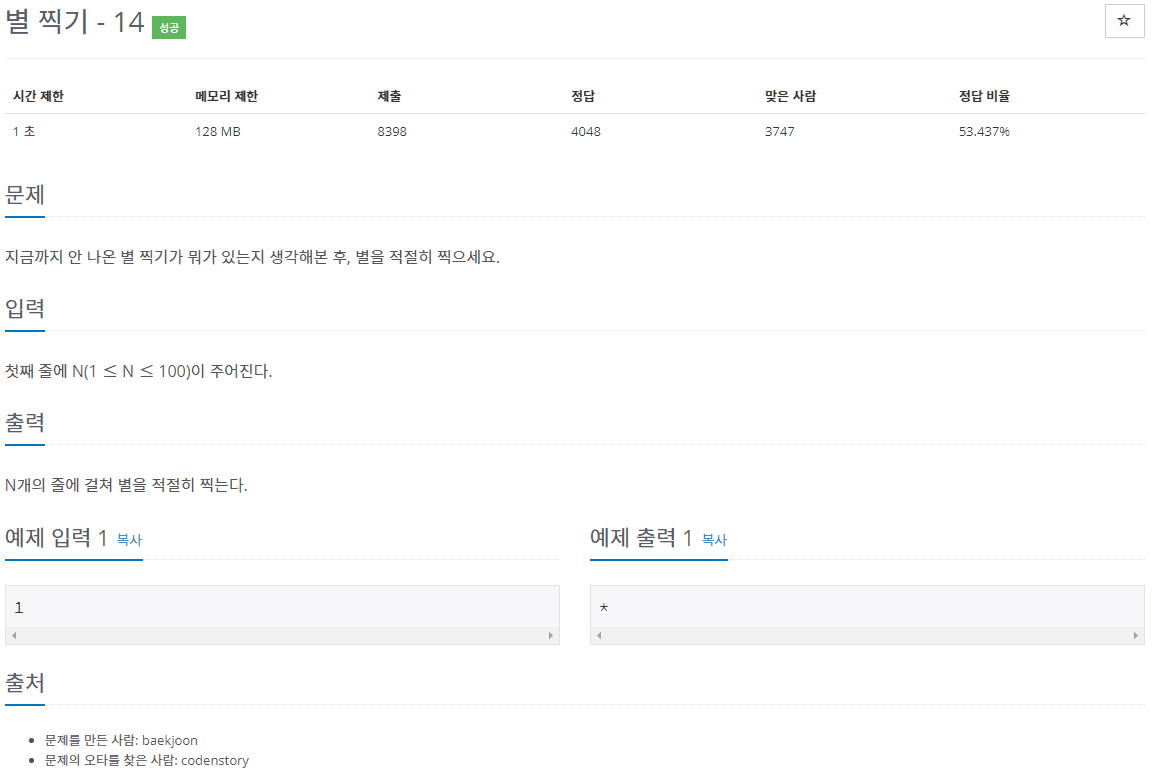 별 찍기 - 14 성공
☆
시간 제한 메모리 제한 제출 정답 맞은 사람 정답 비율
1 초 128 MB 8398 4048 3747 53.437%
문제
지금까지 안 나온 별 찍기가 뭐가 있는지 생각해본 후, 별을 적절히 찍으세요.
입력
첫째 줄에 N(1 ≤ N ≤ 100)이 주어진다.
출력
N개의 줄에 걸쳐 별을 적절히 찍는다.
예제 입력 1 복사
1
예제 출력 1 복사
*
출처
• 문제를 만든 사람: baekjoon
• 문제의 오타를 찾은 사람: codenstory